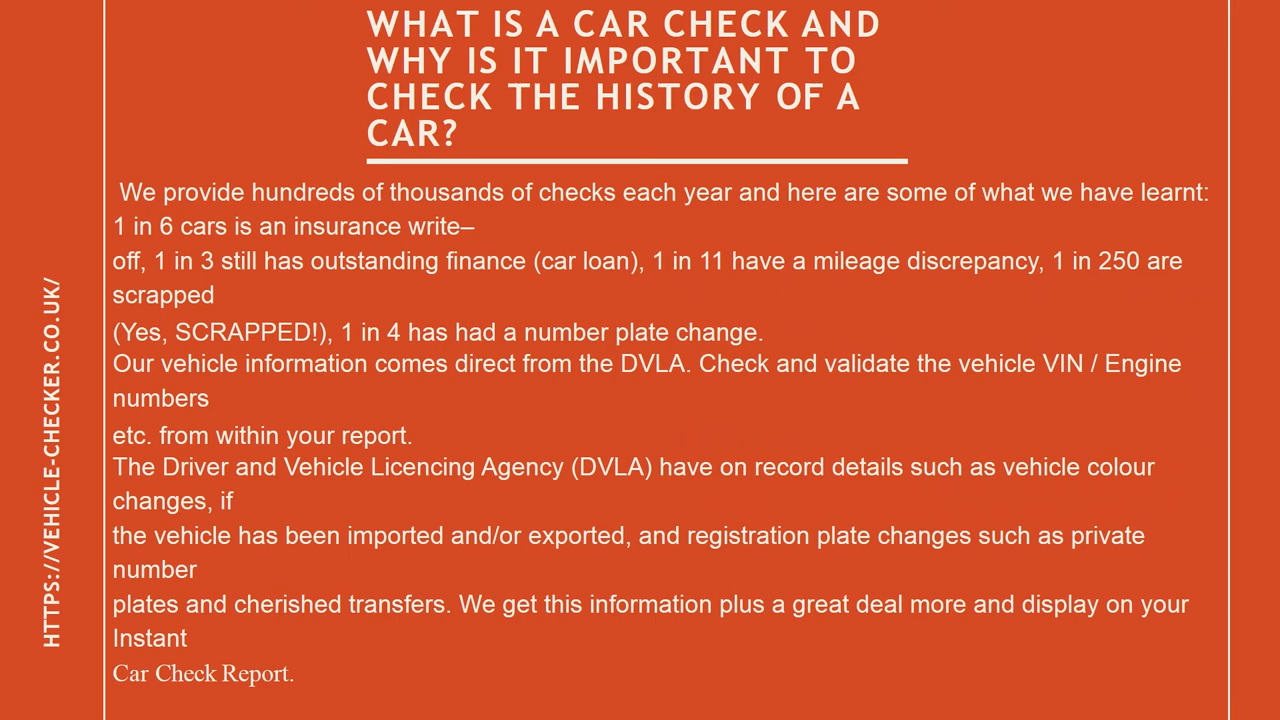 WHAT IS A CAR CHECK AND
WHY IS IT IMPORTANT TO
CHECK THE HISTORY OF A
CAR?
We provide hundreds of thousands of checks each year and here are some of what we have learnt:
1 in 6 cars is an insurance write–
off, 1 in 3 still has outstanding finance (car loan), 1 in 11 have a mileage discrepancy, 1 in 250 are
scrapped
(Yes, SCRAPPED!), 1 in 4 has had a number plate change.
Our vehicle information comes direct from the DVLA. Check and validate the vehicle VIN / Engine
numbers
etc. from within your report.
The Driver and Vehicle Licencing Agency (DVLA) have on record details such as vehicle colour
changes, if
the vehicle has been imported and/or exported, and registration plate changes such as private
number
plates and cherished transfers. We get this information plus a great deal more and display on your
Instant
Car Check Report.
HTTPS://VEHICLE-CHECKER.CO.UK/